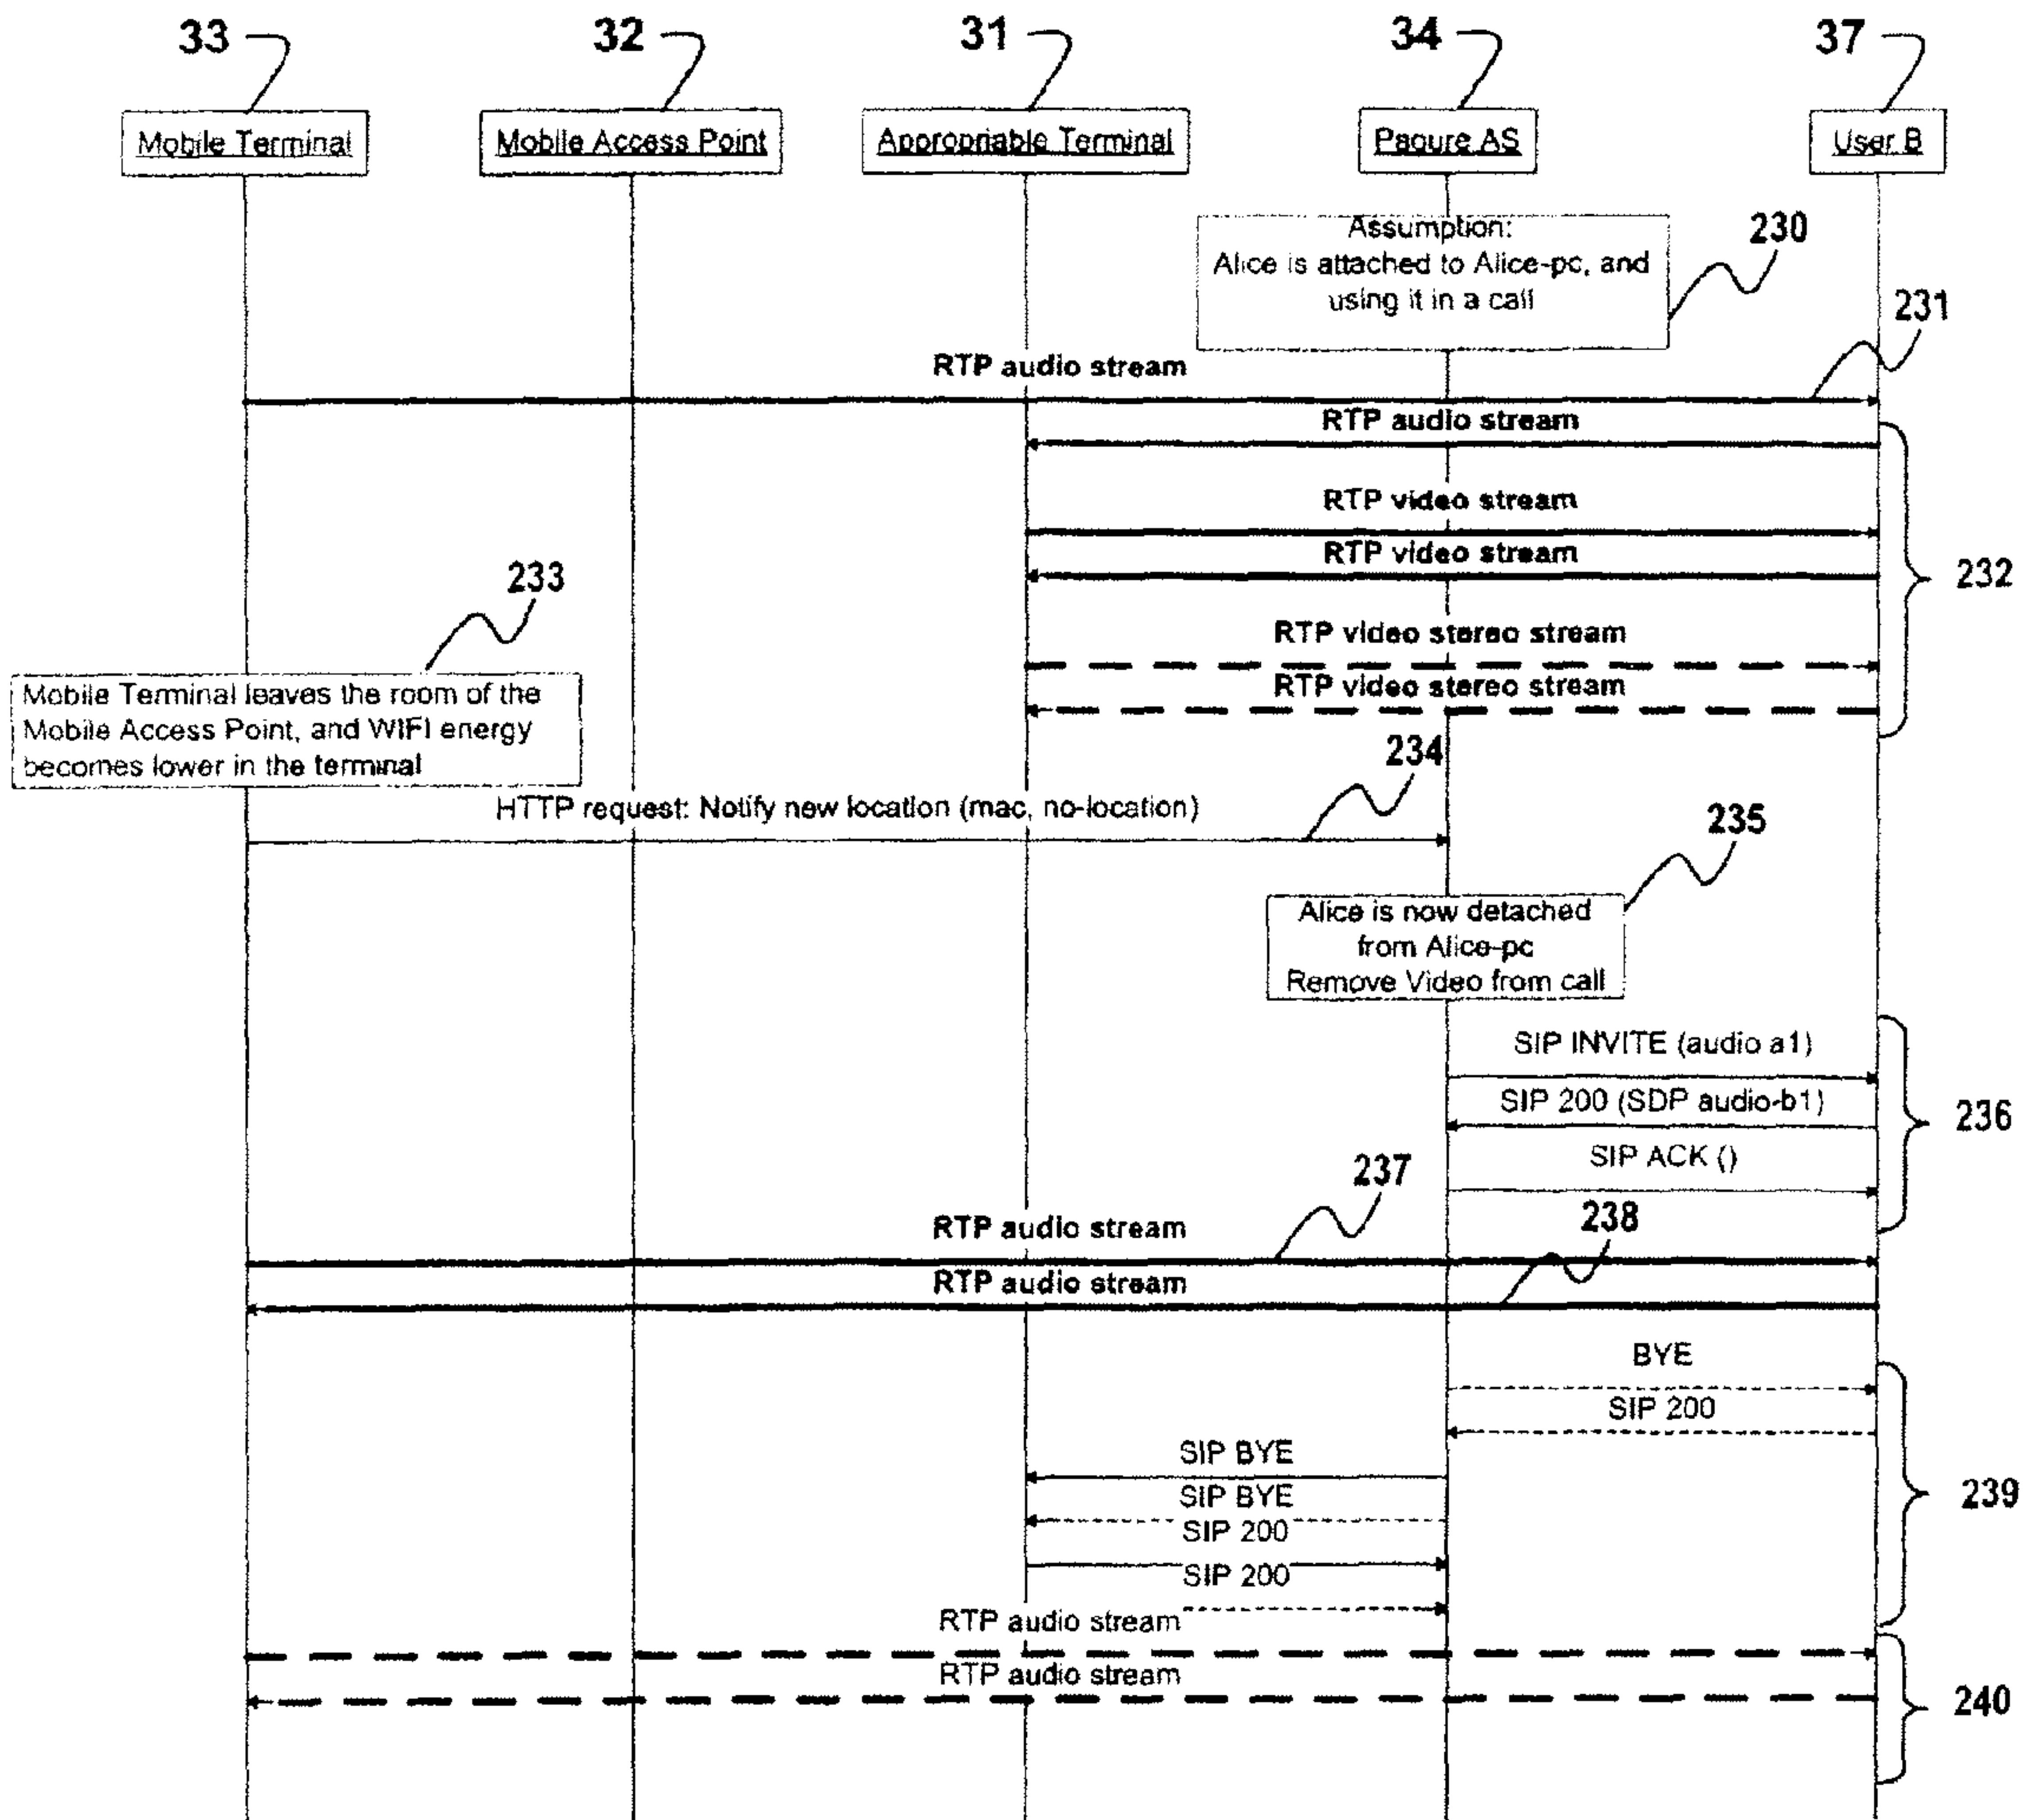 33
32
31
34
37
Mobile Terminal
Mobile Access Point
Appropriable Terminal
Pagure AS
User B
Assumption:
Alice is attached to Alice-pc, and
using it in a call
230
231
RTP audio stream
RTP audio stream
RTP video stream
RTP video stream
232
233
RTP video stereo stream
RTP video stereo stream
Mobile Terminal leaves the room of the
Mobile Access Point, and WIFI energy
becomes lower in the terminal
234
HTTP request: Notify new location (mac, no-location)
235
Alice is now detached
from Alice-pc
Remove Video from call
SIP INVITE (audio a1)
SIP 200 (SDP audio-b1)
236
SIP ACK ()
237
RTP audio stream
238
RTP audio stream
BYE
SIP 200
SIP BYE
SIP BYE
239
SIP 200
SIP 200
RTP audio stream
RTP audio stream
240